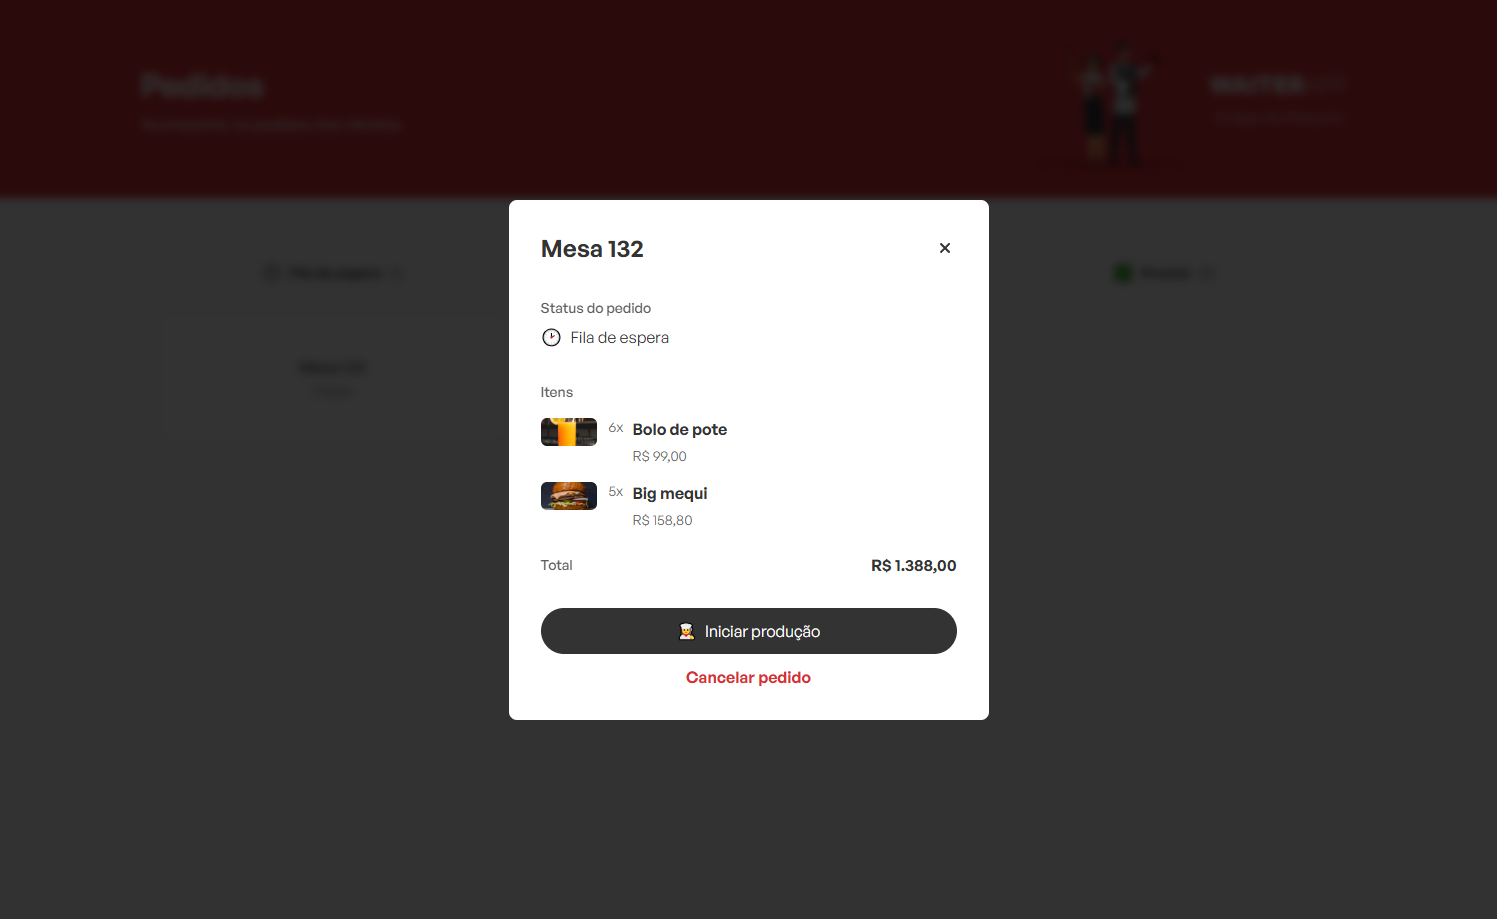 Pedidos
WAITER
Mesa 132
Status do pedido
Fila de espera
Itens
6x Bolo de pote
R$ 99,00
5x Big mequi
R$ 158,80
Total R$ 1.388,00
Iniciar produção
Cancelar pedido